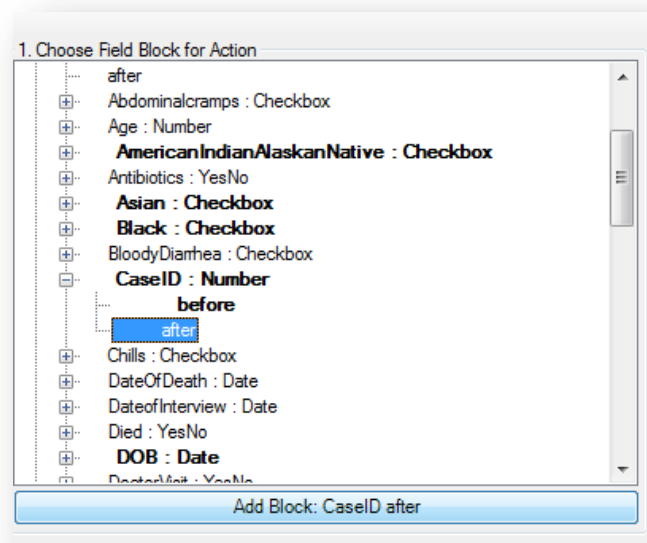 1. Choose Field Block for Action
after
Abdominalcramps : Checkbox
Age : Number
AmericanIndianAlaskanNative : Checkbox
Antibiotics : YesNo
Asian : Checkbox
Black : Checkbox
BloodyDiarrhea : Checkbox
CaseID : Number
before
after
Chills : Checkbox
DateOfDeath : Date
DateofInterview : Date
Died : YesNo
DOB : Date
DoctorVisit : YesNo
Add Block: CaseID after